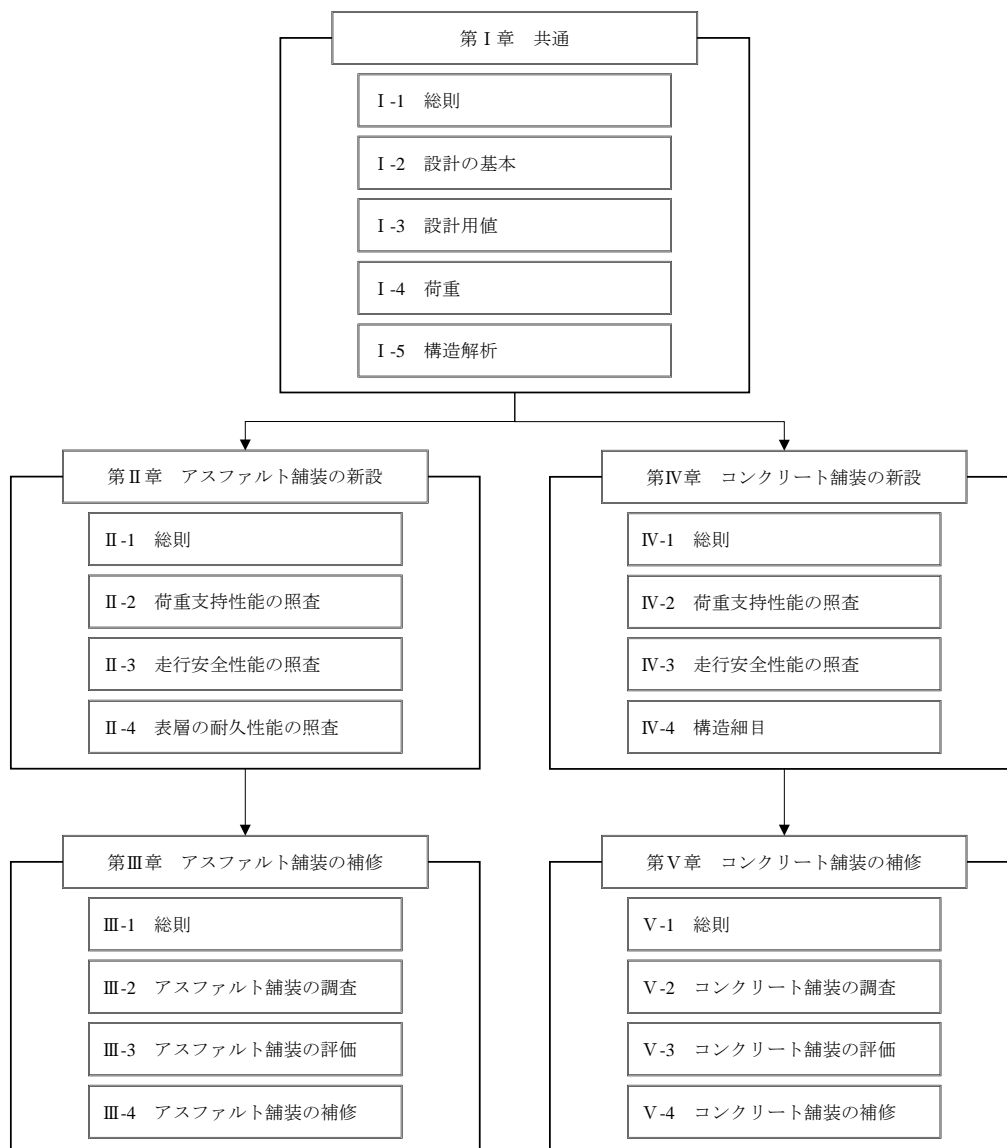 第Ⅰ章　共通
Ⅰ-1　総則
Ⅰ-2　設計の基本
Ⅰ-3　設計用値
Ⅰ-4　荷重
Ⅰ-5　構造解析
第Ⅱ章　アスファルト舗装の新設
Ⅱ-1　総則
Ⅱ-2　荷重支持性能の照査
Ⅱ-3　走行安全性能の照査
Ⅱ-4　表層の耐久性能の照査
第Ⅳ章　コンクリート舗装の新設
Ⅳ-1　総則
Ⅳ-2　荷重支持性能の照査
Ⅳ-3　走行安全性能の照査
Ⅳ-4　構造細目
第Ⅲ章　アスファルト舗装の補修
Ⅲ-1　総則
Ⅲ-2　アスファルト舗装の調査
Ⅲ-3　アスファルト舗装の評価
Ⅲ-4　アスファルト舗装の補修
第Ⅴ章　コンクリート舗装の補修
Ⅴ-1　総則
Ⅴ-2　コンクリート舗装の調査
Ⅴ-3　コンクリート舗装の評価
Ⅴ-4　コンクリート舗装の補修